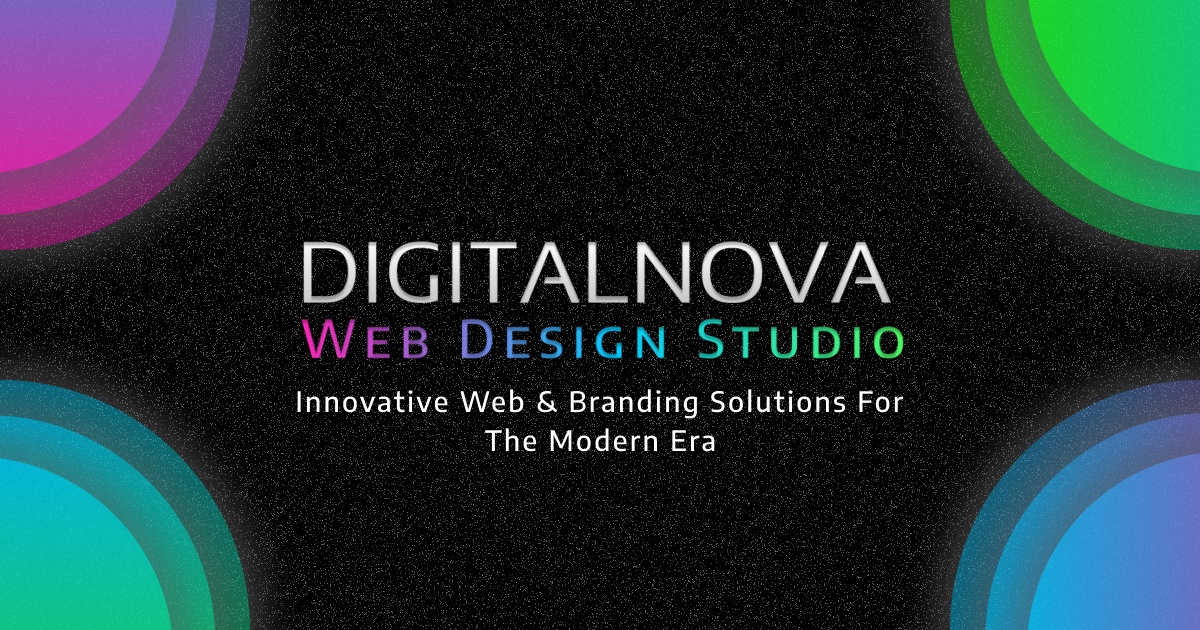 DIGITALNOVA
Web Design Studio
Innovative Web & Branding Solutions For
The Modern Era